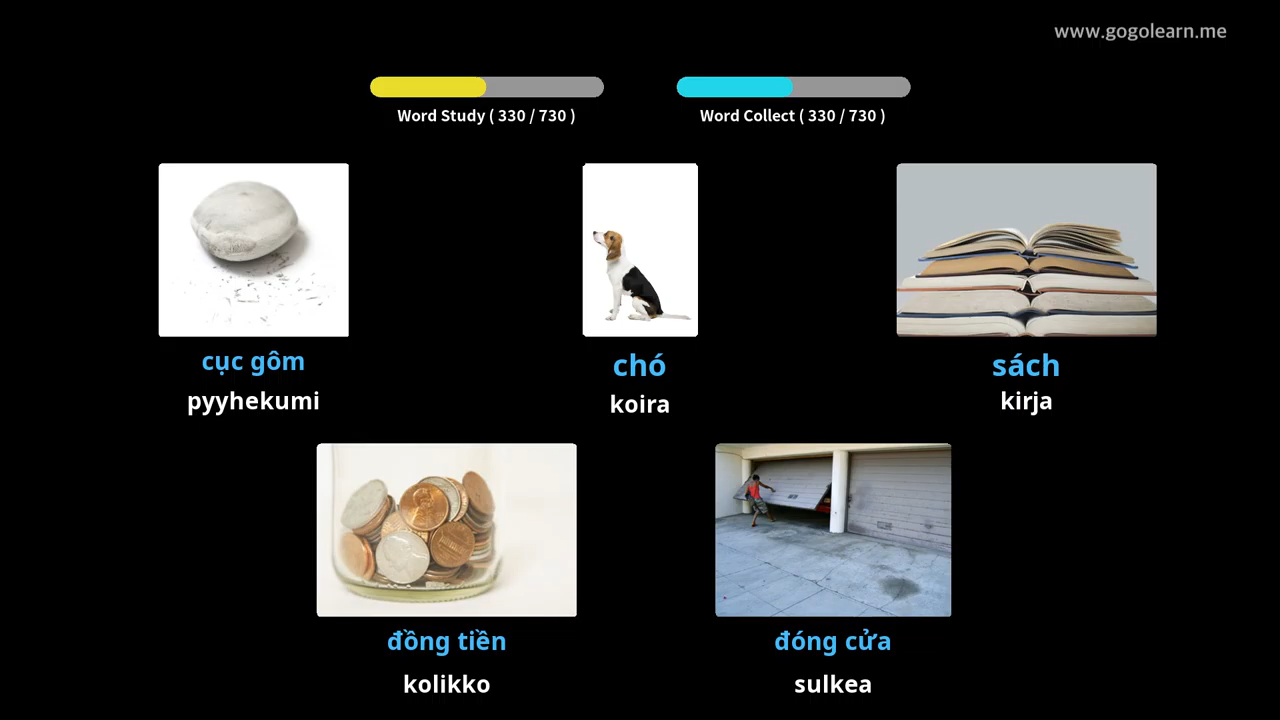 www.gogolearn.me
Word Study ( 330 / 730 )
Word Collect ( 330 / 730 )
cục gôm
pyyhekumi
chó
koira
sách
kirja
đồng tiền
kolikko
đóng cửa
sulkea